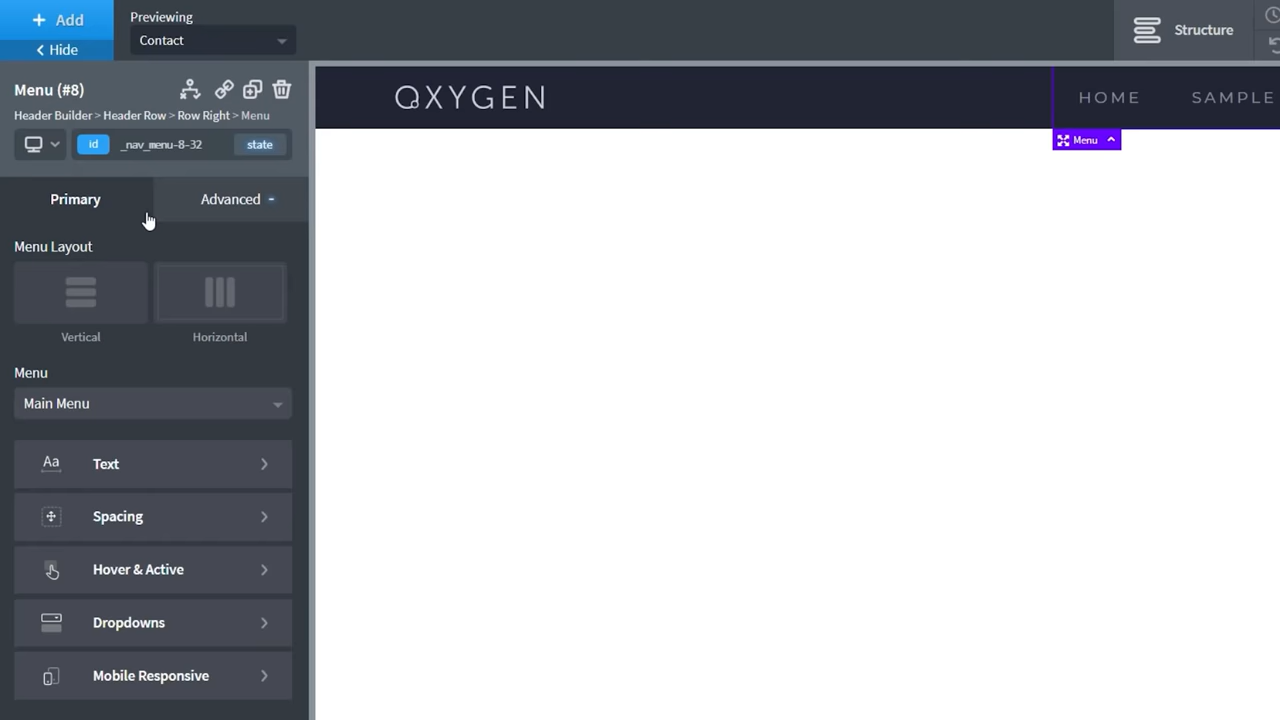 + Add
Hide
Previewing
Contact
Structure
Menu (#8)
Header Builder > Header Row > Row Right > Menu
id _nav_menu-8-32 state
Primary
Advanced
Menu Layout
Vertical
Horizontal
Menu
Main Menu
Aa Text
Spacing
Hover & Active
Dropdowns
Mobile Responsive
OXYGEN
HOME SAMPLE
Menu